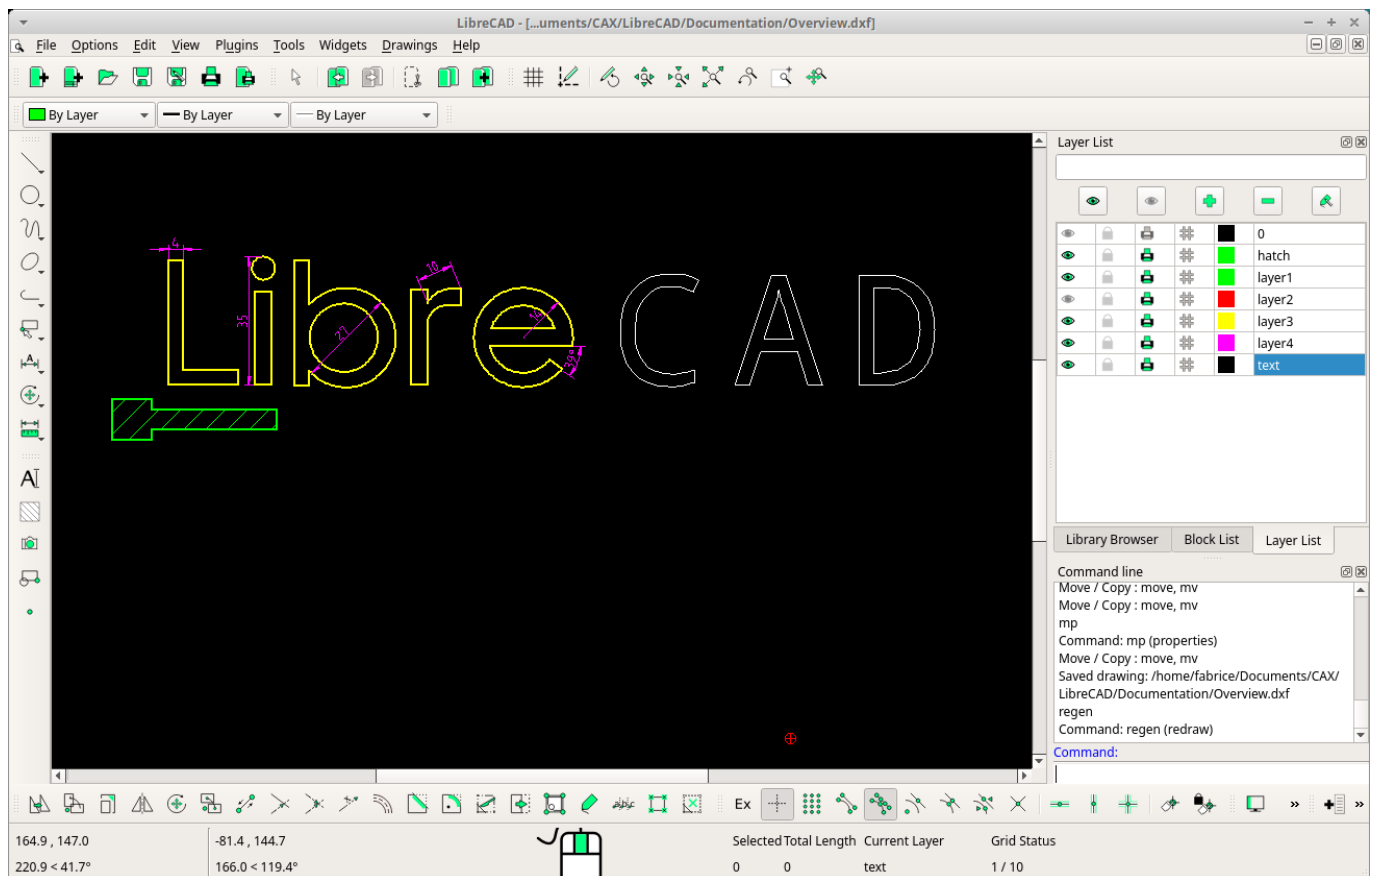 LibreCAD - [...uments/CAX/LibreCAD/Documentation/Overview.dxf]
File Options Edit View Plugins Tools Widgets Drawings Help
By Layer By Layer By Layer
Layer List
0
hatch
layer1
layer2
layer3
layer4
text
4
35
27
10
39°
Libre CAD
Library Browser Block List Layer List
Command line
Move / Copy : move, mv
Move / Copy : move, mv
mp
Command: mp (properties)
Move / Copy : move, mv
Saved drawing: /home/fabrice/Documents/CAX/
LibreCAD/Documentation/Overview.dxf
regen
Command: regen (redraw)
Command:
A
AI
abc
Ex
» »
164.9 , 147.0 -81.4 , 144.7 Selected Total Length Current Layer Grid Status
220.9 < 41.7° 166.0 < 119.4° 0 0 text 1 / 10